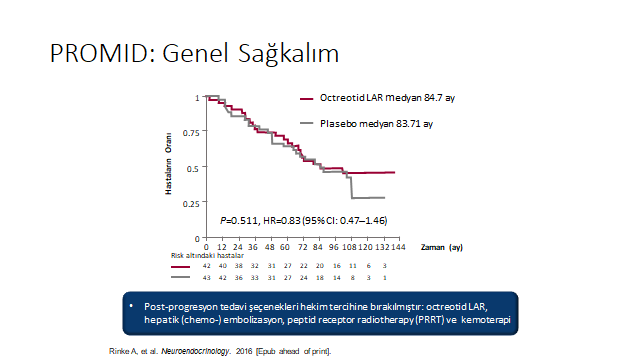 PROMID: Genel Sağkalım
Octreotid LAR medyan 84.7 ay
Plasebo medyan 83.71 ay
Hastaların Oranı
1
0.75
0.5
0.25
0
P=0.511, HR=0.83 (95%CI: 0.47–1.46)
0 12 24 36 48 60 72 84 96 108 120 132 144
Zaman (ay)
Risk altındaki hastalar
42 40 38 32 31 27 22 20 16 11 6 3
43 42 36 33 31 27 24 18 14 8 3 1
• Post-progresyon tedavi seçenekleri hekim tercihine bırakılmıştır: octreotid LAR,
hepatik (chemo-) embolizasyon, peptid receptor radiotherapy (PRRT) ve kemoterapi
Rinke A, et al. Neuroendocrinology. 2016 [Epub ahead of print].